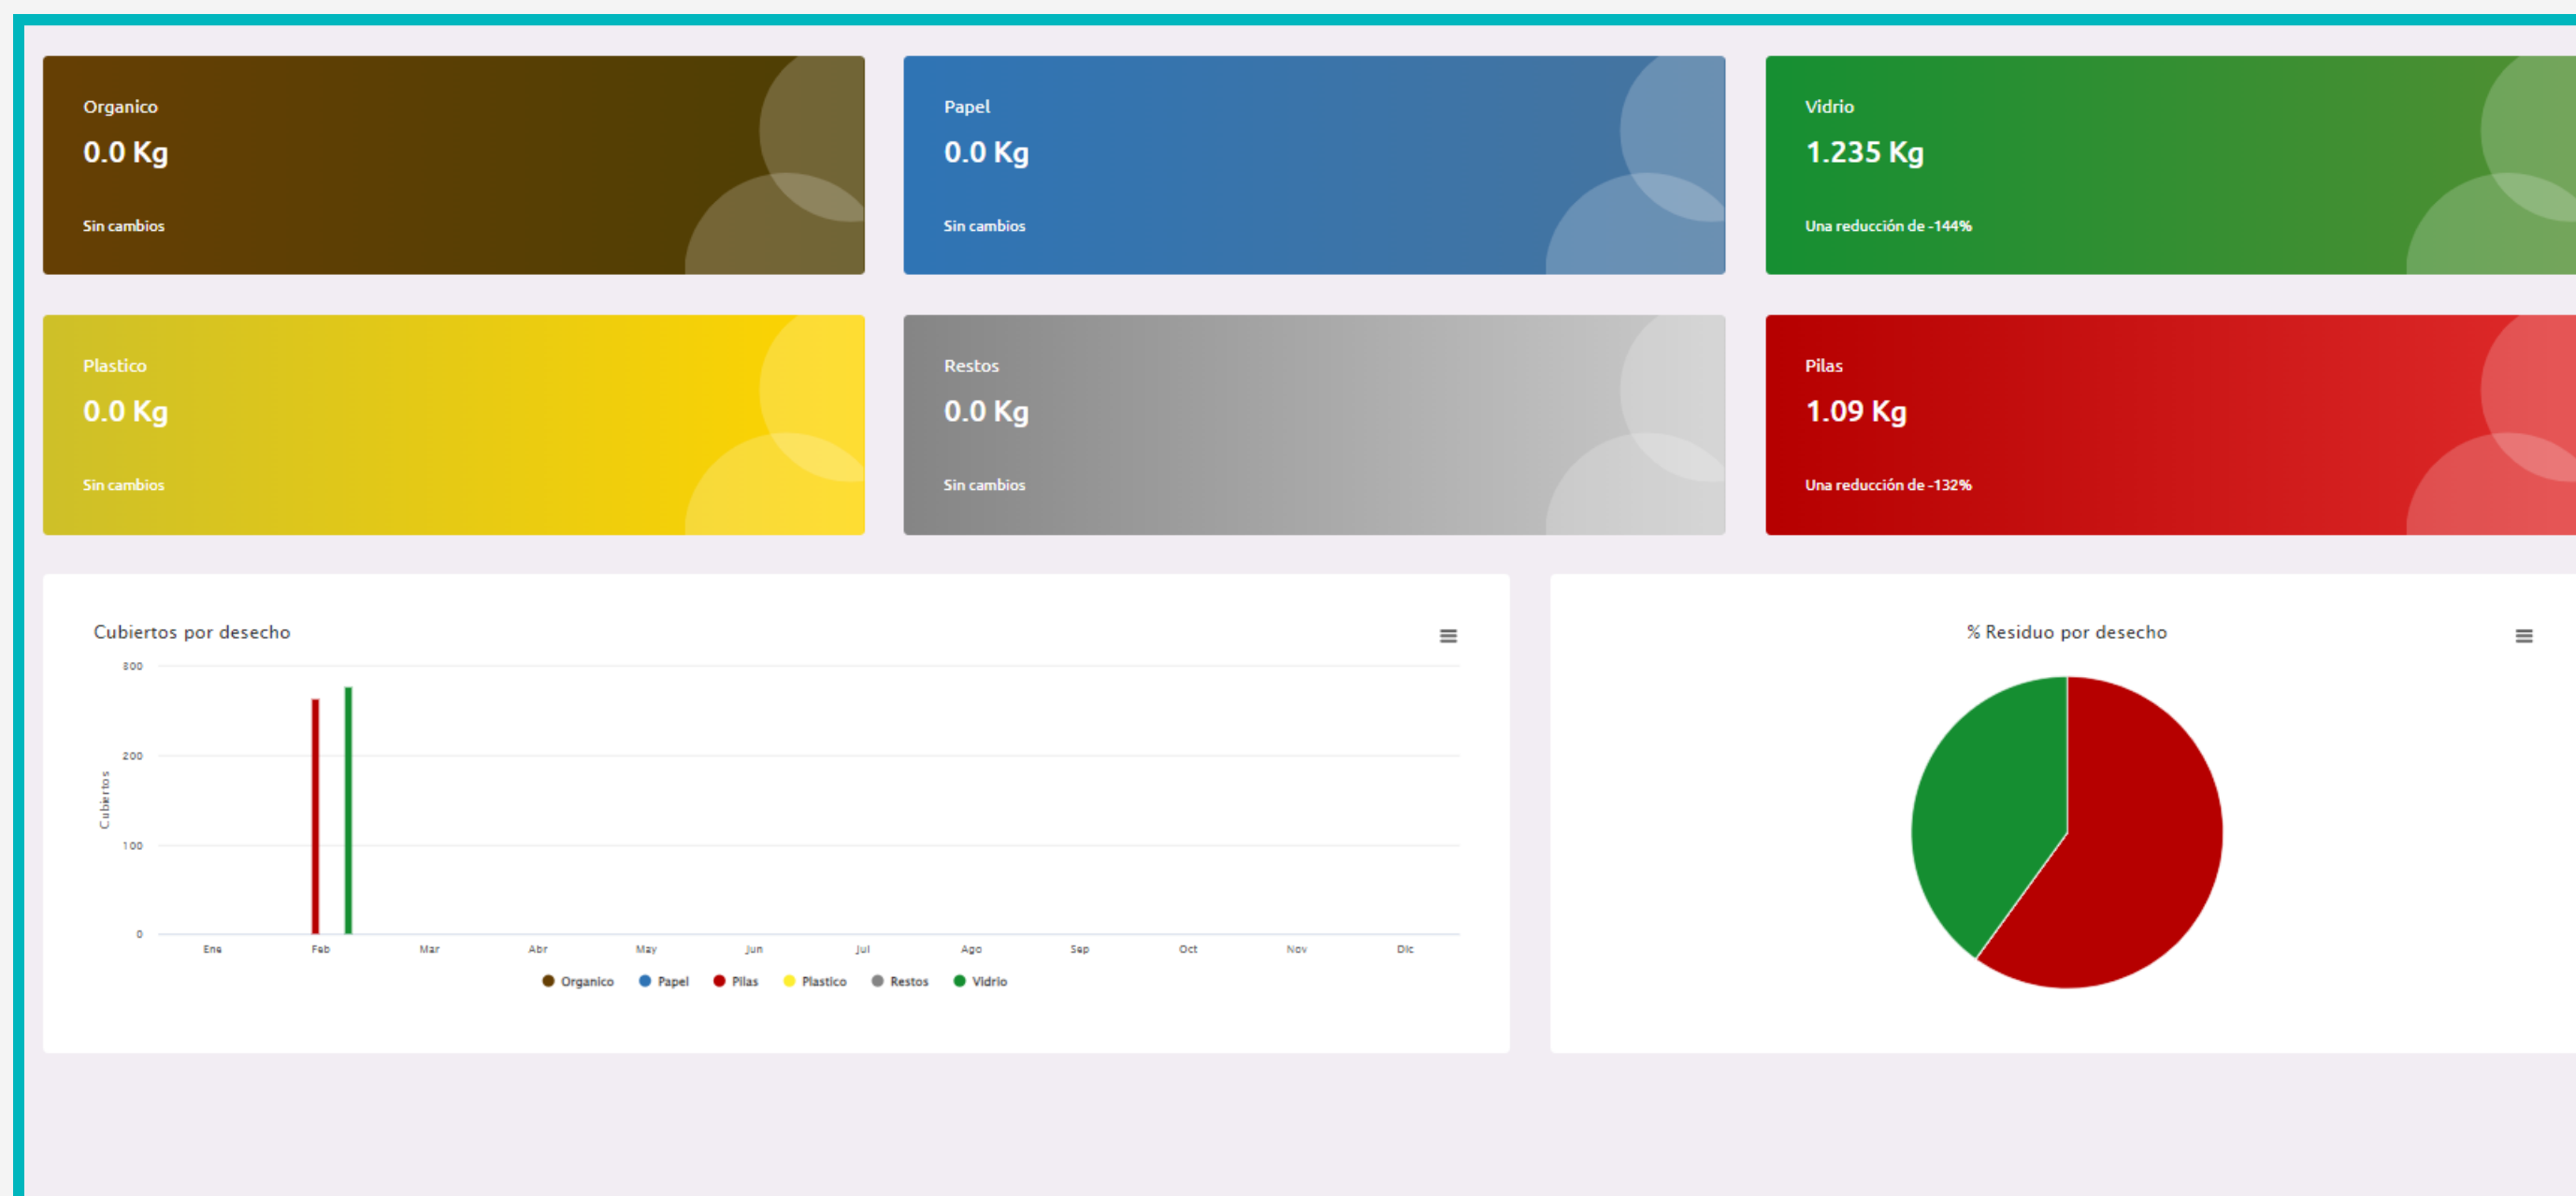 Organico
0.0 Kg
Sin cambios
Papel
0.0 Kg
Sin cambios
Vidrio
1.235 Kg
Una reducción de -144%
Plastico
0.0 Kg
Sin cambios
Restos
0.0 Kg
Sin cambios
Pilas
1.09 Kg
Una reducción de -132%
Cubiertos por desecho
Cubiertos
300
200
100
0
Ene Feb Mar Abr May Jun Jul Ago Sep Oct Nov Dic
Organico Papel Pilas Plastico Restos Vidrio
% Residuo por desecho